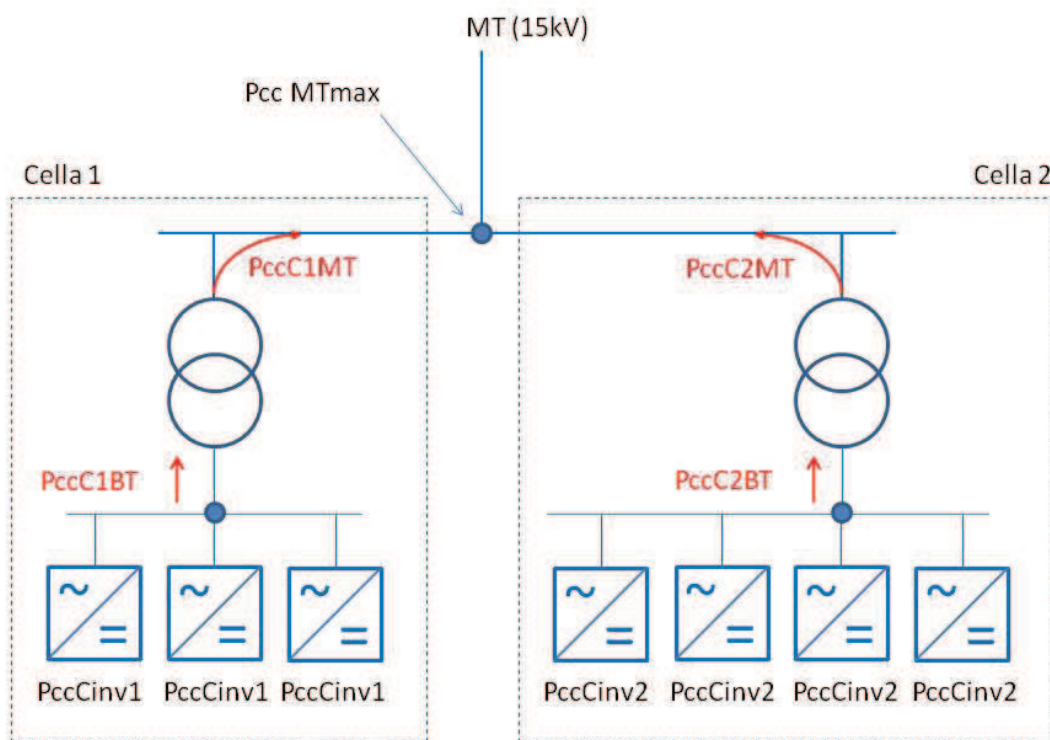 MT (15kV)
Pcc MTmax
Cella 1
Cella 2
PccC1MT
PccC2MT
PccC1BT
PccC2BT
PccCinv1 PccCinv1 PccCinv1
PccCinv2 PccCinv2 PccCinv2 PccCinv2